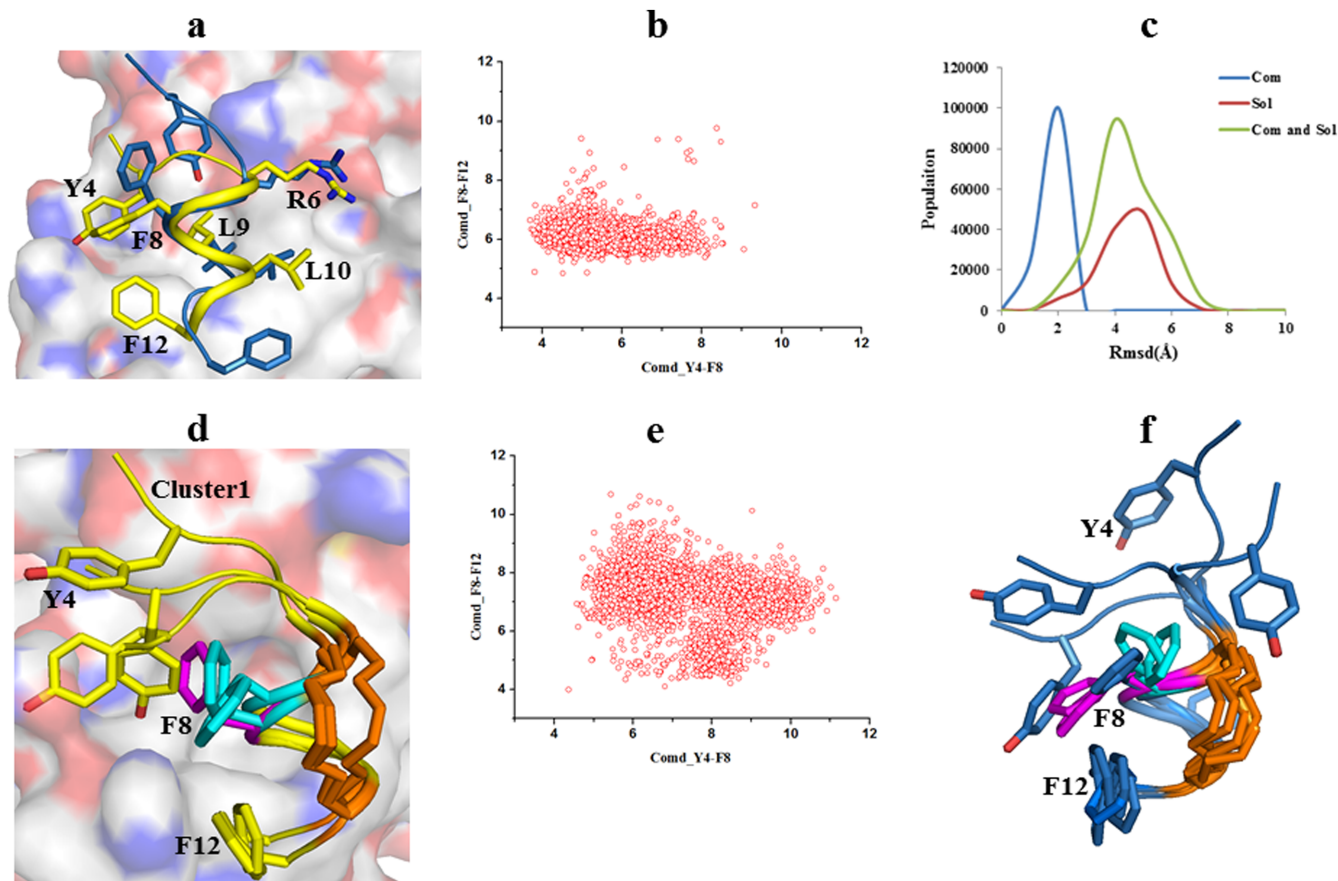 a
Y4
F8
L9
R6
L10
F12
b
12
10
8
6
4
4 6 8 10 12
Comd_F8-F12
Comd_Y4-F8
c
120000
100000
80000
60000
40000
20000
0
0 2 4 6 8 10
Populaiton
Rmsd(Å)
Com
Sol
Com and Sol
d
Cluster1
Y4
F8
F12
e
12
10
8
6
4
4 6 8 10 12
Comd_F8-F12
Comd_Y4-F8
f
Y4
F8
F12